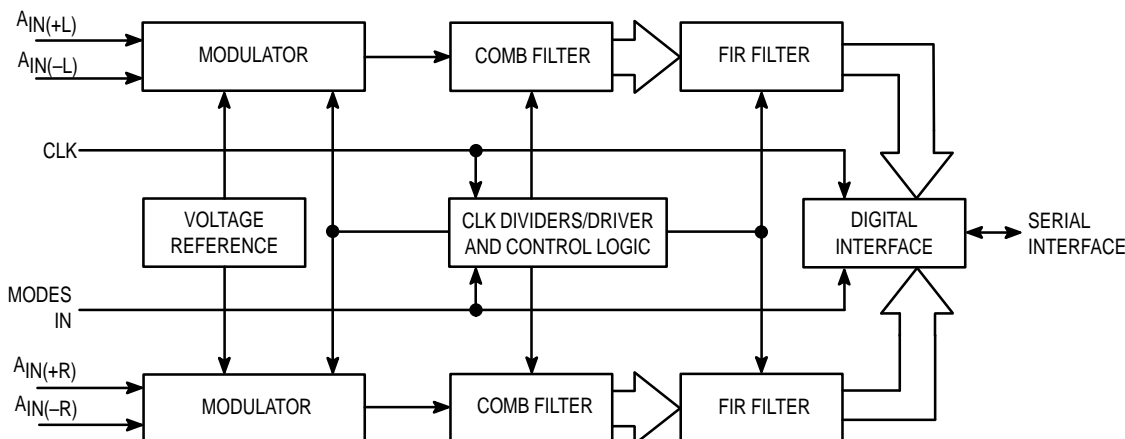 AIN(+L)
AIN(–L)
MODULATOR
COMB FILTER
FIR FILTER
CLK
VOLTAGE
REFERENCE
CLK DIVIDERS/DRIVER
AND CONTROL LOGIC
DIGITAL
INTERFACE
SERIAL
INTERFACE
MODES
IN
AIN(+R)
AIN(–R)
MODULATOR
COMB FILTER
FIR FILTER